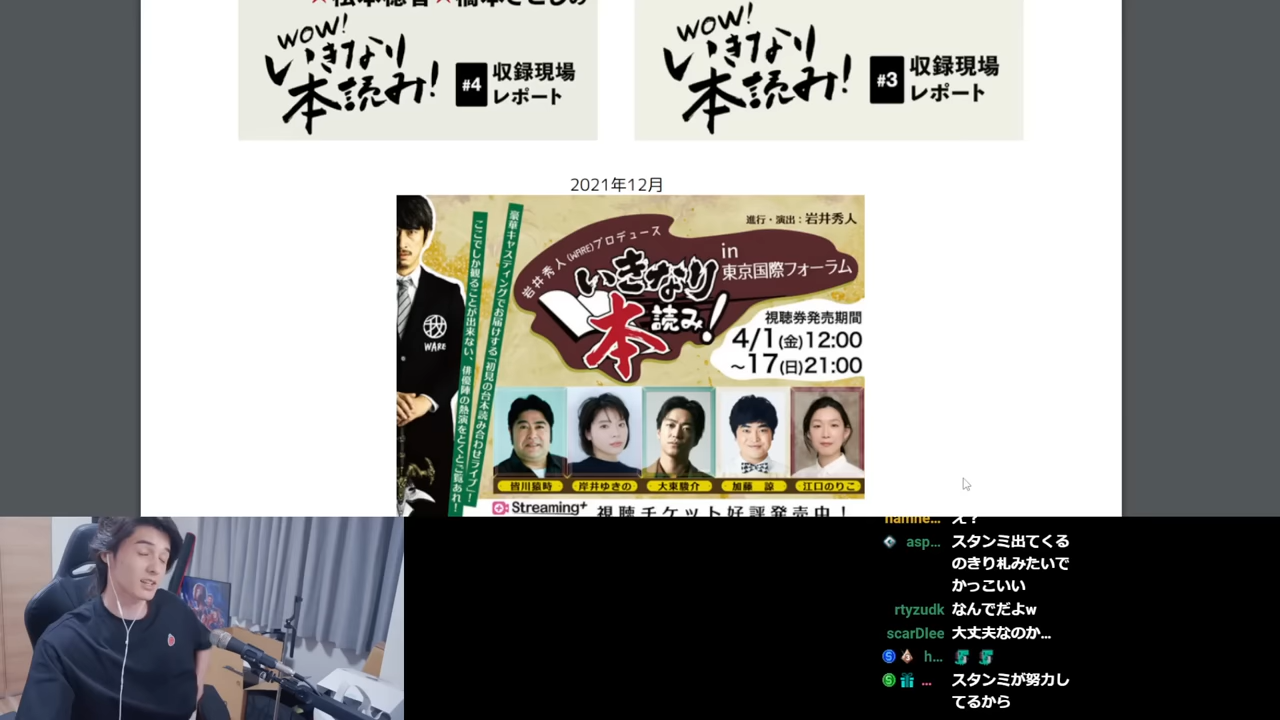 WOW!
いきなり
本読み!
#4 収録現場
レポート
WOW!
いきなり
本読み!
#3 収録現場
レポート
2021年12月
ここでしか観ることが出来ない、俳優陣の熱演をとくとご覧あれ!
豪華キャスティングでお届けする「初見の台本読み合わせライブ」!
WARE
進行・演出:岩井秀人
岩井秀人(WARE)プロデュース
いきなり
本読み!
in
東京国際フォーラム
視聴券発売期間
4/1(金)12:00
~17(日)21:00
皆川猿時 岸井ゆきの 大東駿介 加藤 諒 江口のりこ
Streaming+ 視聴チケット好評発売中!
え?
asp... スタンミ出てくる
のきり札みたいで
かっこいい
rtyzudk なんでだよw
scarDlee 大丈夫なのか...
h...
... スタンミが努力し
てるから